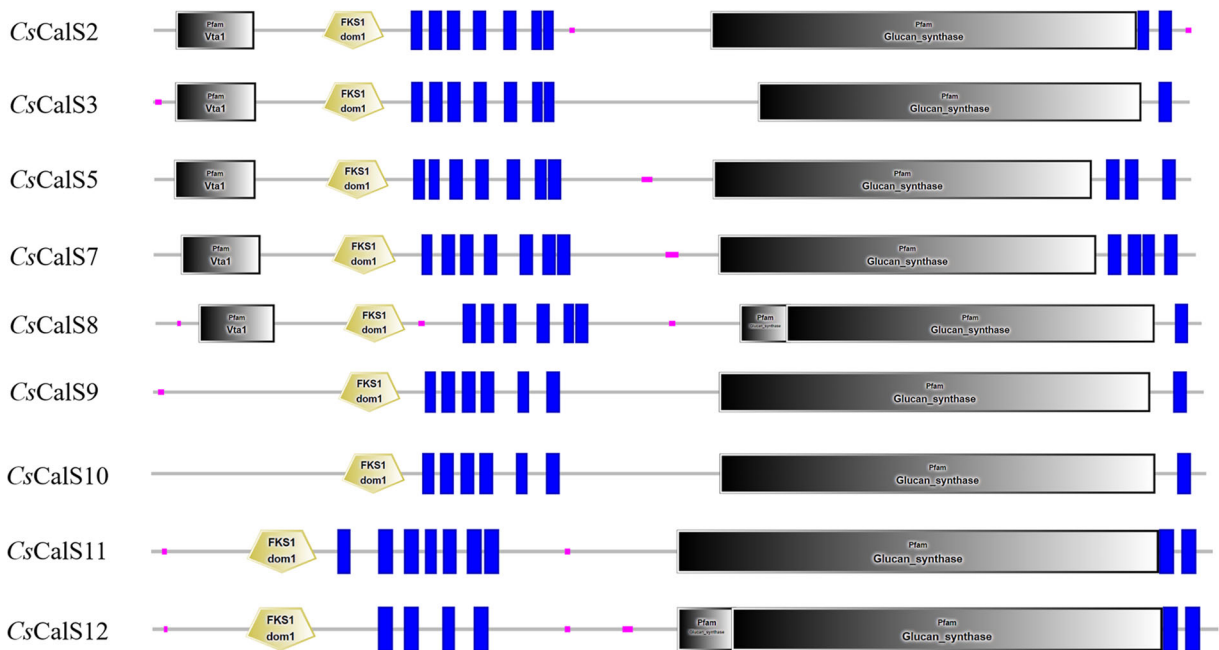 CsCalS2
Pfam
Vta1
FKS1
dom1
Pfam
Glucan_synthase
CsCalS3
Pfam
Vta1
FKS1
dom1
Pfam
Glucan_synthase
CsCalS5
Pfam
Vta1
FKS1
dom1
Pfam
Glucan_synthase
CsCalS7
Pfam
Vta1
FKS1
dom1
Pfam
Glucan_synthase
CsCalS8
Pfam
Vta1
FKS1
dom1
Pfam
Glucan_synthase
Pfam
Glucan_synthase
CsCalS9
FKS1
dom1
Pfam
Glucan_synthase
CsCalS10
FKS1
dom1
Pfam
Glucan_synthase
CsCalS11
FKS1
dom1
Pfam
Glucan_synthase
CsCalS12
FKS1
dom1
Pfam
Glucan_synthase
Pfam
Glucan_synthase